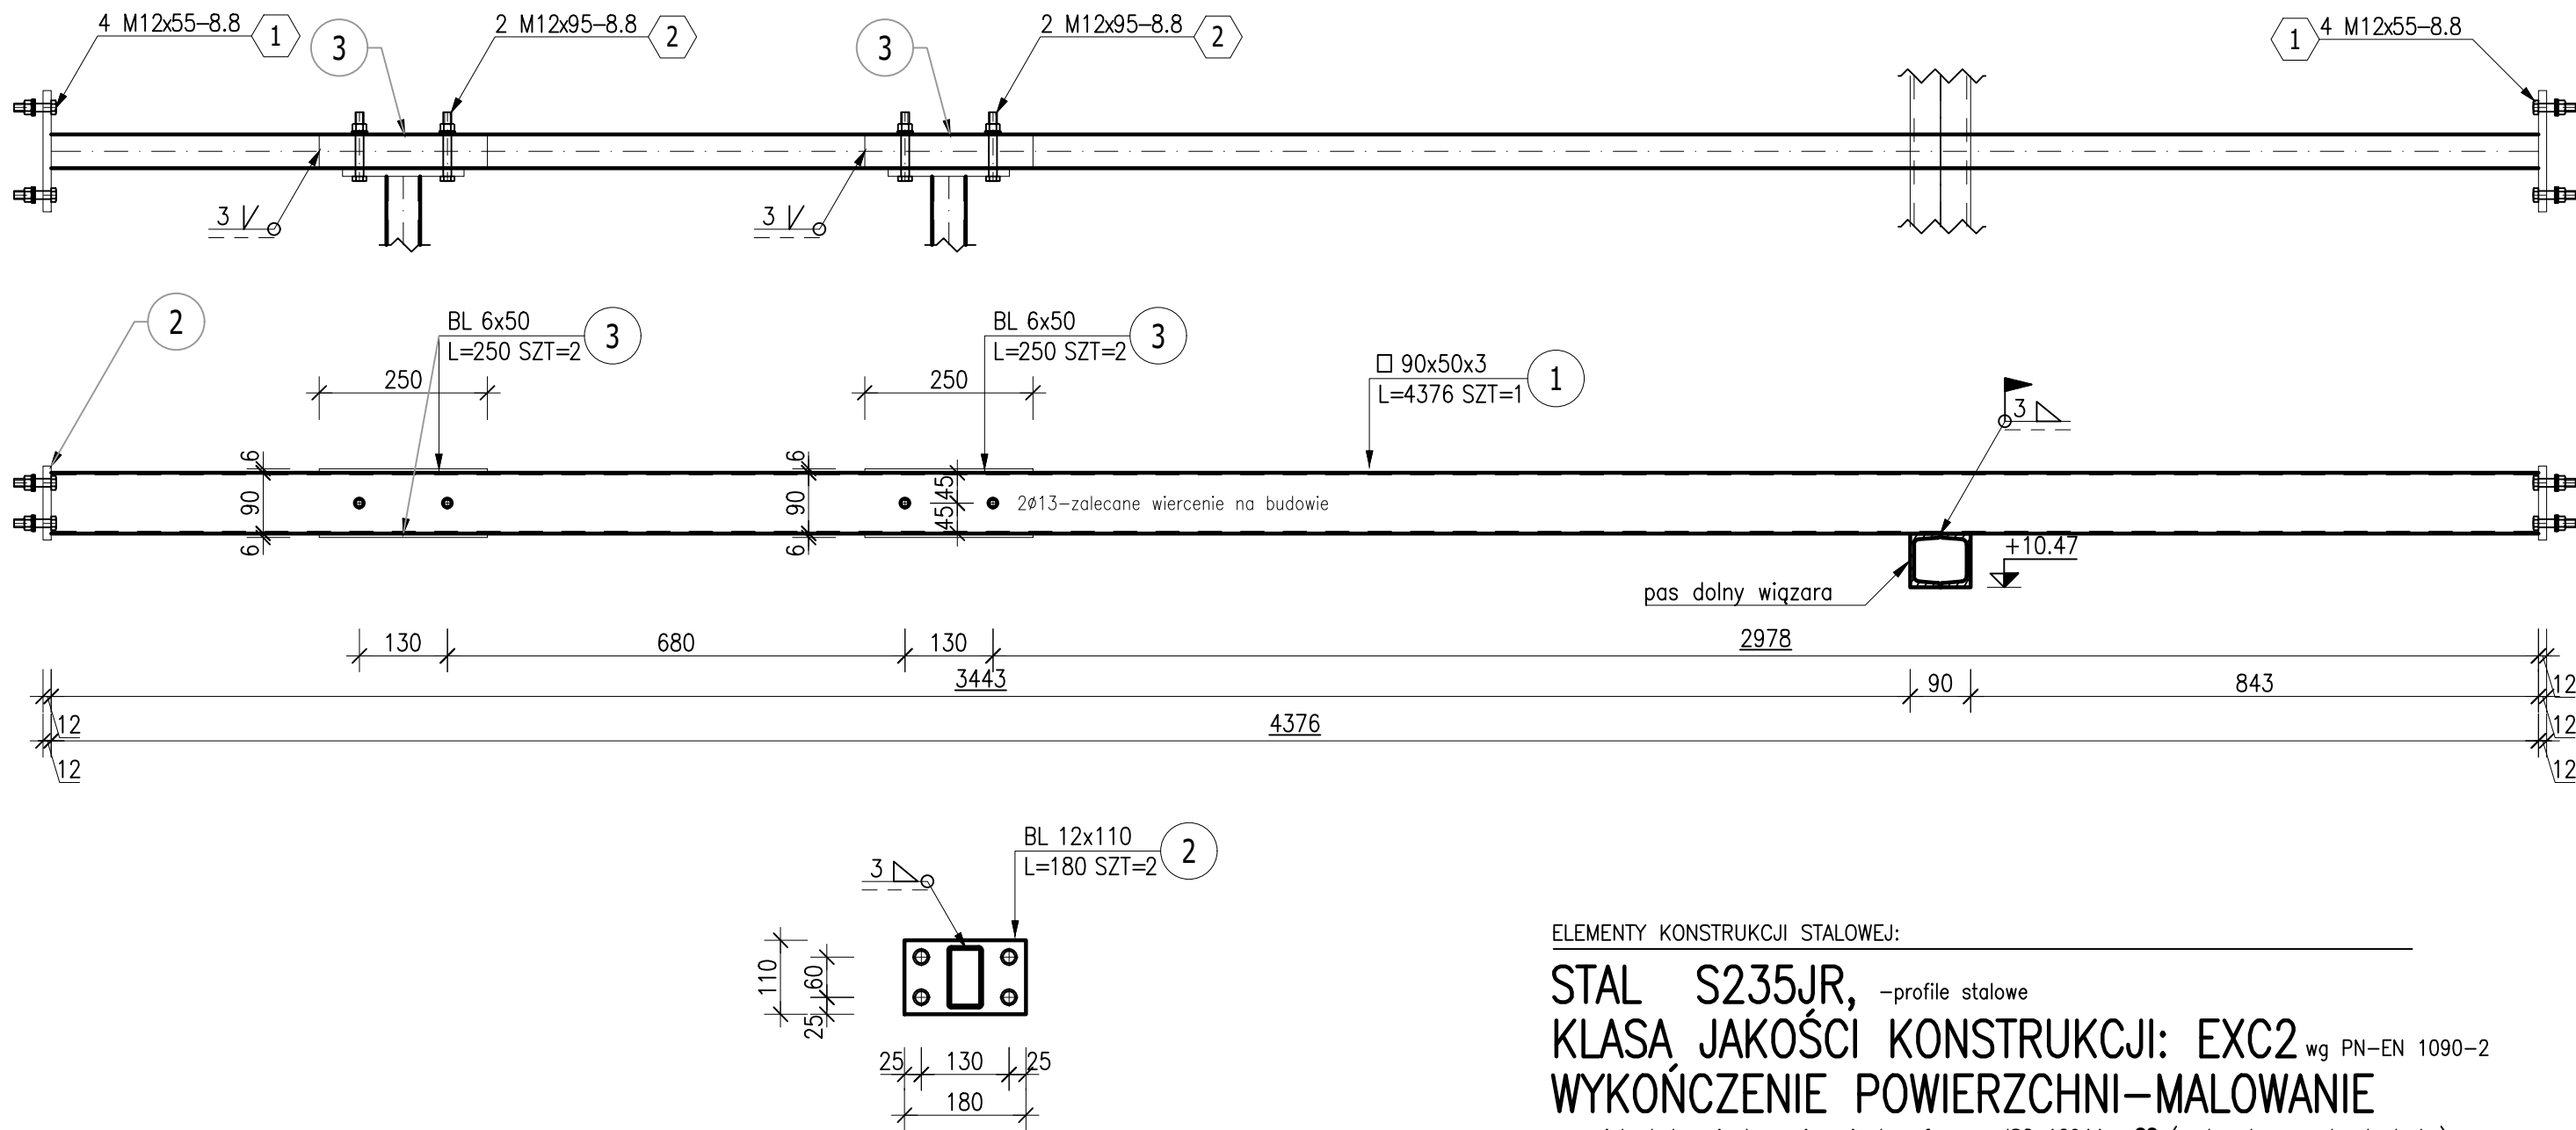 4 M12x55-8.8 1
3
2 M12x95-8.8 2
3
2 M12x95-8.8 2
1 4 M12x55-8.8
3
3
2
BL 6x50
L=250 SZT=2
3
BL 6x50
L=250 SZT=2
3
□ 90x50x3
L=4376 SZT=1
1
250
250
3
6
90
6
6
90
6
45
45
2ø13-zalecane wiercenie na budowie
+10.47
pas dolny wiązara
130
680
130
2978
12
3443
90
843
12
12
4376
12
12
BL 12x110
L=180 SZT=2
2
3
110
60
25
25
130
25
180
ELEMENTY KONSTRUKCJI STALOWEJ:
STAL S235JR, -profile stalowe
KLASA JAKOŚCI KONSTRUKCJI: EXC2 wg PN-EN 1090-2
WYKOŃCZENIE POWIERZCHNI-MALOWANIE